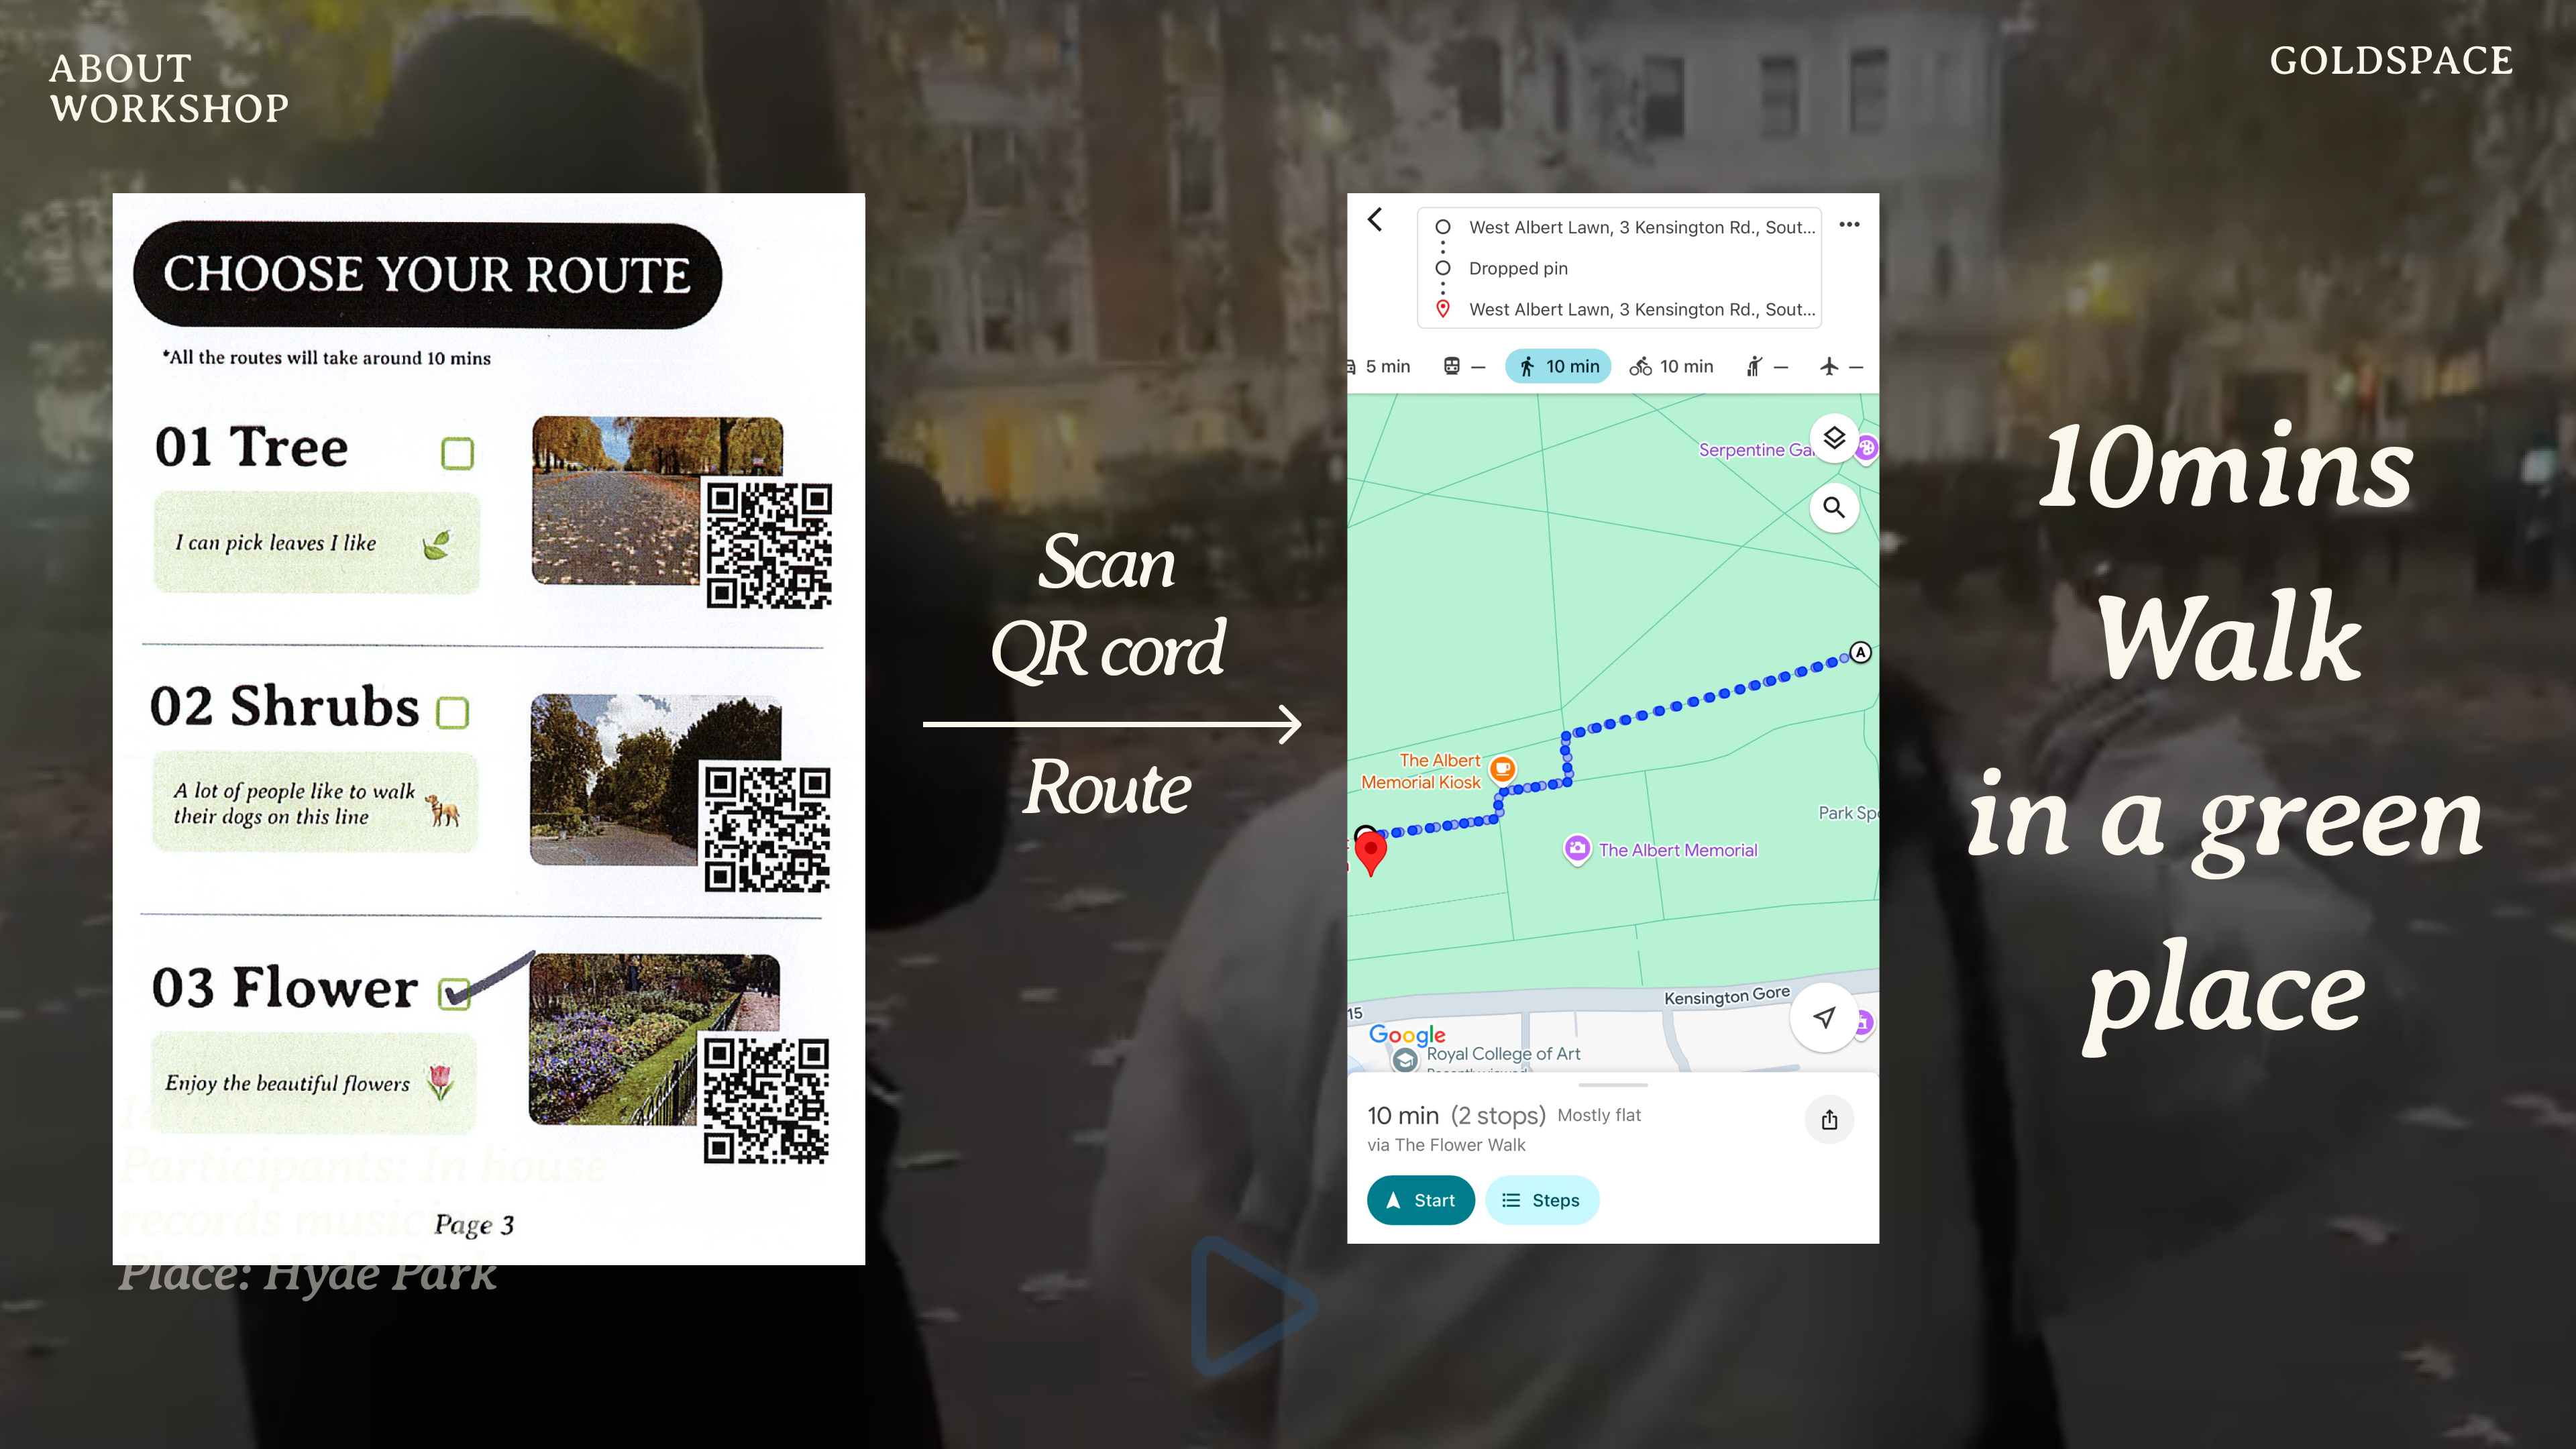 ABOUT
WORKSHOP
GOLDSPACE
CHOOSE YOUR ROUTE
*All the routes will take around 10 mins
01 Tree
I can pick leaves I like
02 Shrubs
A lot of people like to walk
their dogs on this line
03 Flower
Enjoy the beautiful flowers
Participants: In house
records music
Page 3
Place: Hyde Park
Scan
QR cord
Route
West Albert Lawn, 3 Kensington Rd., Sout...
Dropped pin
West Albert Lawn, 3 Kensington Rd., Sout...
5 min
10 min
10 min
Serpentine Ga
A
The Albert
Memorial Kiosk
The Albert Memorial
Park Sp
Kensington Gore
15
Google
Royal College of Art
10 min (2 stops) Mostly flat
via The Flower Walk
Start
Steps
10mins
Walk
in a green
place